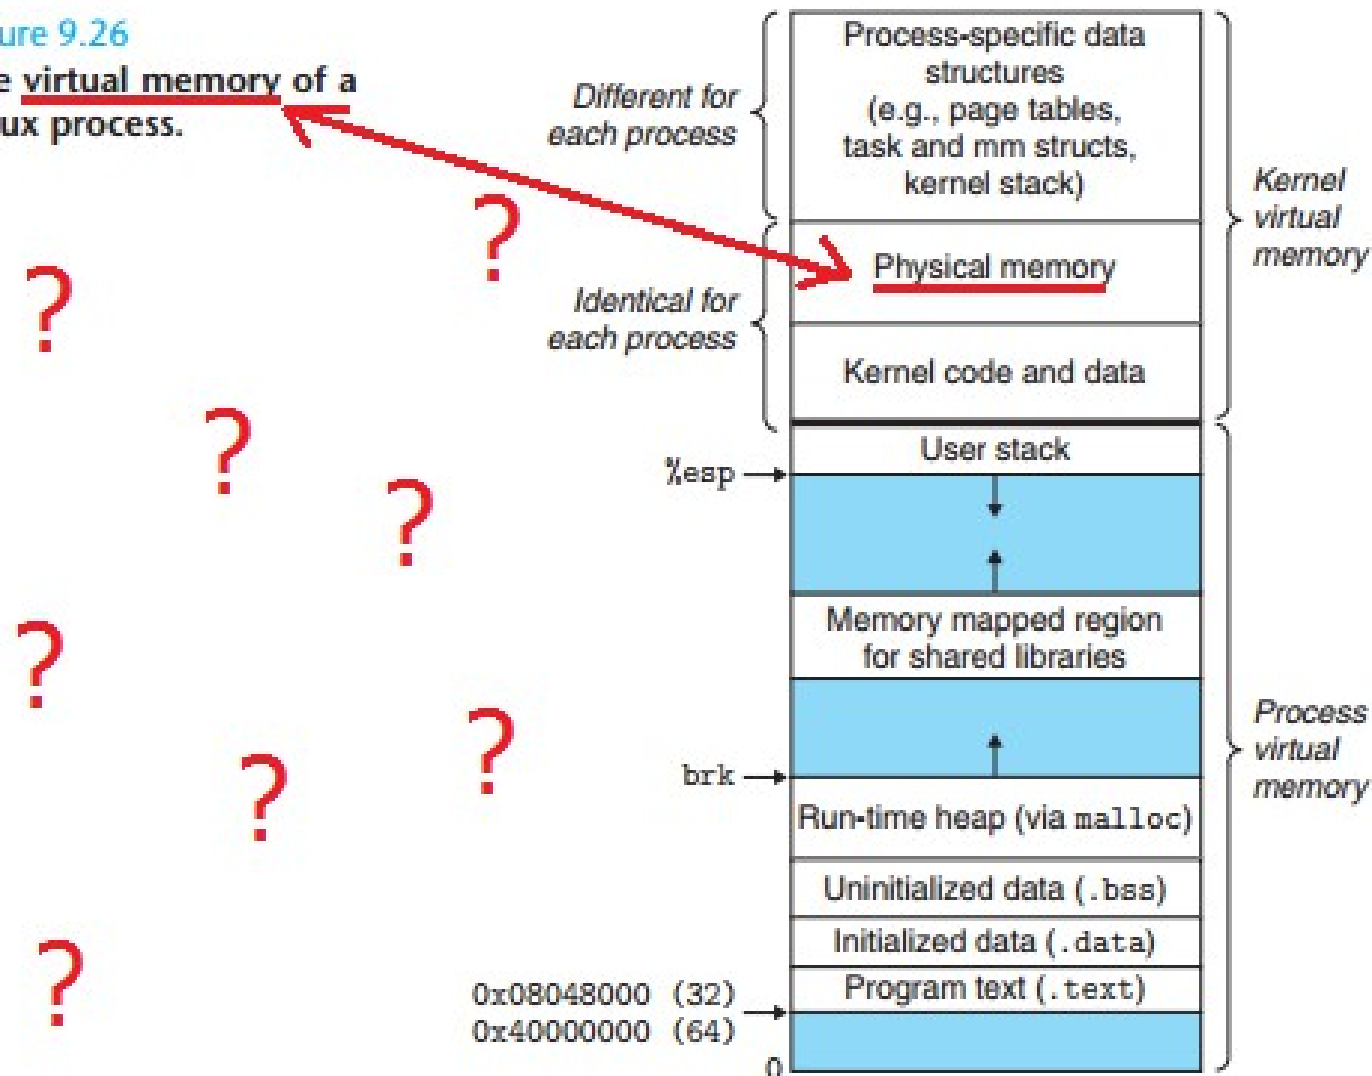 ure 9.26
e virtual memory of a
ux process.
Different for
each process
Identical for
each process
Process-specific data
structures
(e.g., page tables,
task and mm structs,
kernel stack)
Physical memory
Kernel code and data
Kernel
virtual
memory
User stack
%esp
Memory mapped region
for shared libraries
brk
Run-time heap (via malloc)
Uninitialized data (.bss)
Initialized data (.data)
Program text (.text)
Process
virtual
memory
0x08048000 (32)
0x40000000 (64)
0
?
?
?
?
?
?
?
?